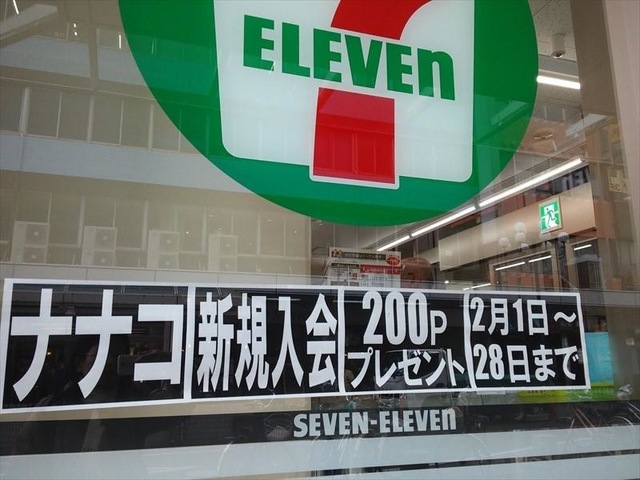 7
ELEVEn
ナナコ
新規入会
200P
プレゼント
2月1日～
28日まで
SEVEN-ELEVEn